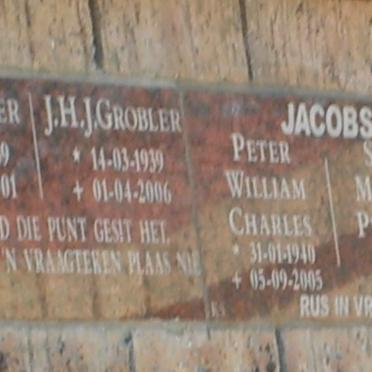 ER
J.H.J.GROBLER
* 14-03-1939
+ 01-04-2006
D DIE PUNT GESIT HET,
'N VRAAGTEKEN PLAAS NIE
JACOBS
PETER
WILLIAM
CHARLES
* 31-01-1940
+ 05-09-2005
RUS IN VR